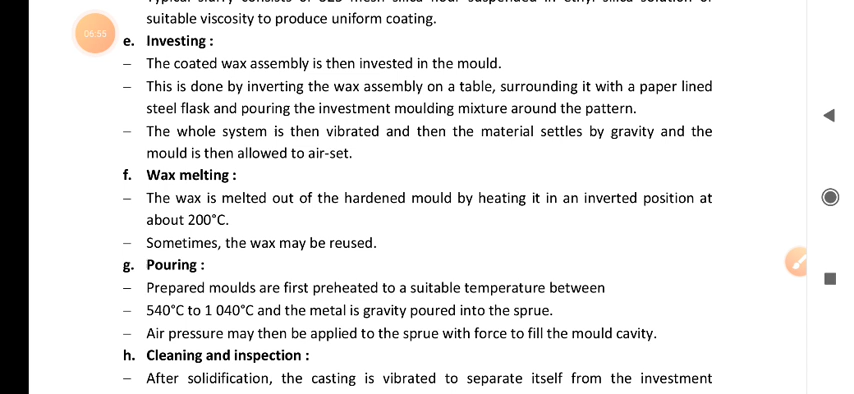 suitable viscosity to produce uniform coating.
06:55
e. Investing :
– The coated wax assembly is then invested in the mould.
– This is done by inverting the wax assembly on a table, surrounding it with a paper lined
steel flask and pouring the investment moulding mixture around the pattern.
– The whole system is then vibrated and then the material settles by gravity and the
mould is then allowed to air-set.
f. Wax melting :
– The wax is melted out of the hardened mould by heating it in an inverted position at
about 200°C.
– Sometimes, the wax may be reused.
g. Pouring :
– Prepared moulds are first preheated to a suitable temperature between
– 540°C to 1 040°C and the metal is gravity poured into the sprue.
– Air pressure may then be applied to the sprue with force to fill the mould cavity.
h. Cleaning and inspection :
– After solidification, the casting is vibrated to separate itself from the investment